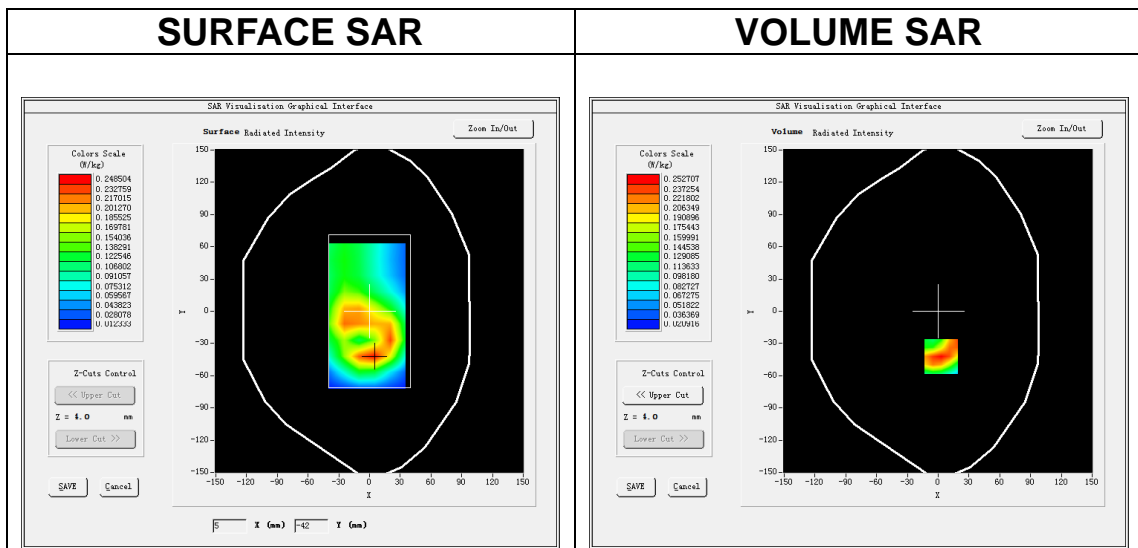 SURFACE SAR
VOLUME SAR
SAR Visualisation Graphical Interface
Surface Radiated Intensity
Zoom In/Out
Colors Scale
(W/kg)
0.248504
0.232759
0.217015
0.201270
0.185525
0.169781
0.154036
0.138291
0.122546
0.106802
0.091057
0.075312
0.059567
0.043823
0.028078
0.012333
150
120
90
60
30
0
-30
-60
-90
-120
-150
Y
-150 -120 -90 -60 -30 0 30 60 90 120 150
X
Z-Cuts Control
<< Upper Cut
Z = 4.0 mm
Lower Cut >>
SAVE Cancel
5 X (mm) -42 Y (mm)
SAR Visualisation Graphical Interface
Volume Radiated Intensity
Zoom In/Out
Colors Scale
(W/kg)
0.252707
0.237254
0.221802
0.206349
0.190896
0.175443
0.159991
0.144538
0.129085
0.113633
0.098180
0.082727
0.067275
0.051822
0.036369
0.020916
150
120
90
60
30
0
-30
-60
-90
-120
-150
Y
-150 -120 -90 -60 -30 0 30 60 90 120 150
X
Z-Cuts Control
<< Upper Cut
Z = 4.0 mm
Lower Cut >>
SAVE Cancel